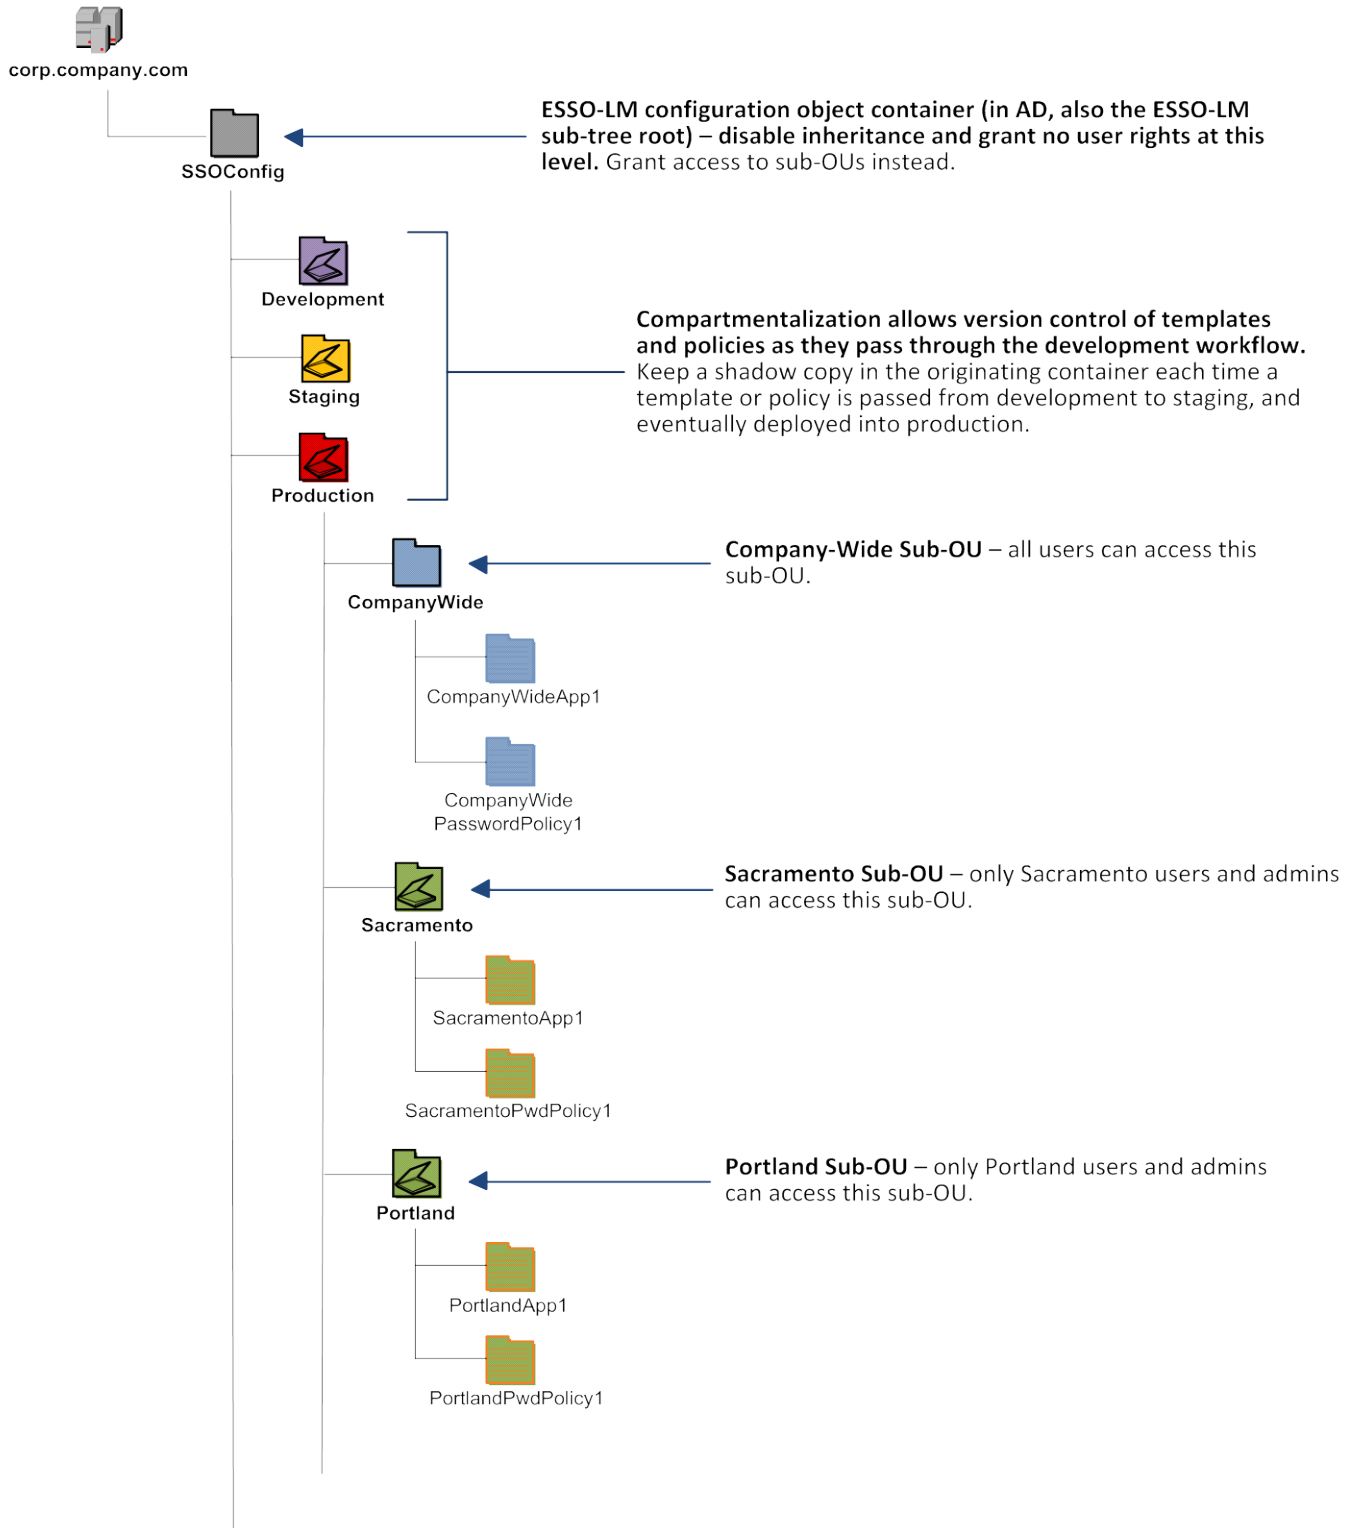 corp.company.com
ESSO-LM configuration object container (in AD, also the ESSO-LM
sub-tree root) – disable inheritance and grant no user rights at this
level. Grant access to sub-OUs instead.
SSOConfig
Development
Compartmentalization allows version control of templates
and policies as they pass through the development workflow.
Keep a shadow copy in the originating container each time a
template or policy is passed from development to staging, and
eventually deployed into production.
Staging
Production
Company-Wide Sub-OU – all users can access this
sub-OU.
CompanyWide
CompanyWideApp1
CompanyWide
PasswordPolicy1
Sacramento Sub-OU – only Sacramento users and admins
can access this sub-OU.
Sacramento
SacramentoApp1
SacramentoPwdPolicy1
Portland Sub-OU – only Portland users and admins
can access this sub-OU.
Portland
PortlandApp1
PortlandPwdPolicy1